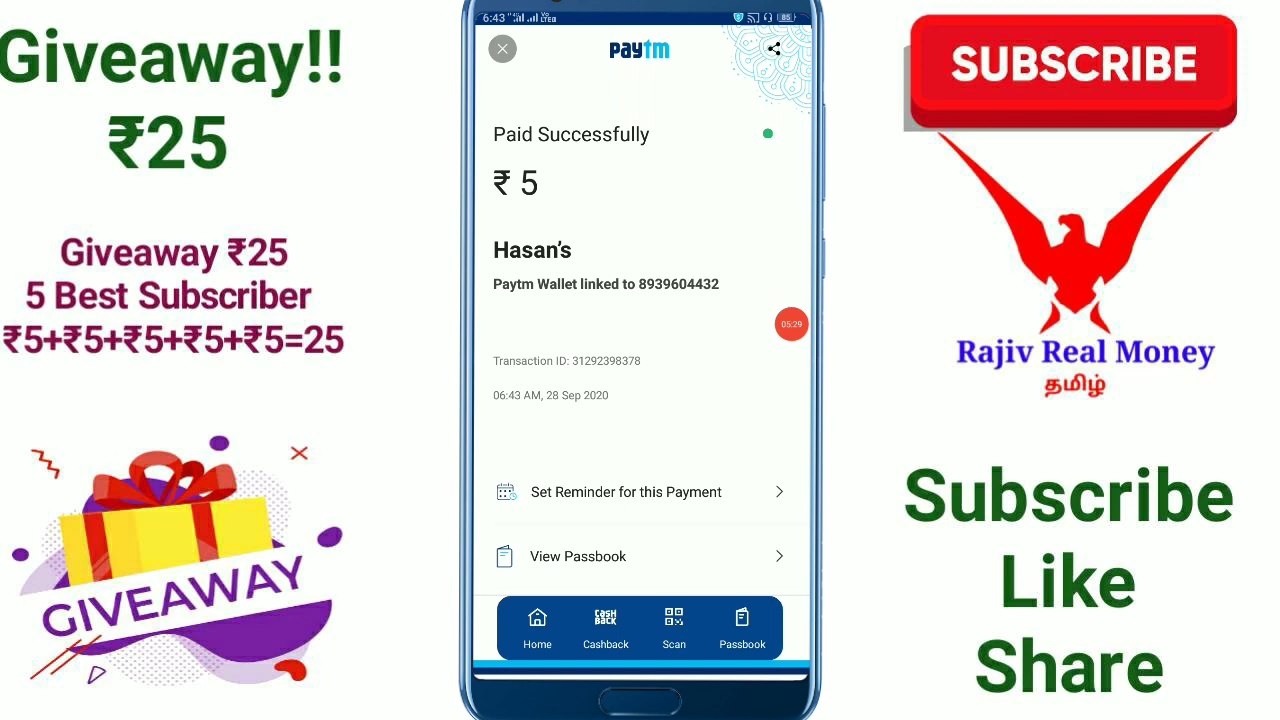 Giveaway!!
₹25
Giveaway ₹25
5 Best Subscriber
₹5+₹5+₹5+₹5+₹5=25
GIVEAWAY
6:43
85
paytm
Paid Successfully
₹ 5
Hasan's
Paytm Wallet linked to 8939604432
05:29
Transaction ID: 31292398378
06:43 AM, 28 Sep 2020
Set Reminder for this Payment
View Passbook
CASH
BACK
Home
Cashback
Scan
Passbook
SUBSCRIBE
Rajiv Real Money
தமிழ்
Subscribe
Like
Share